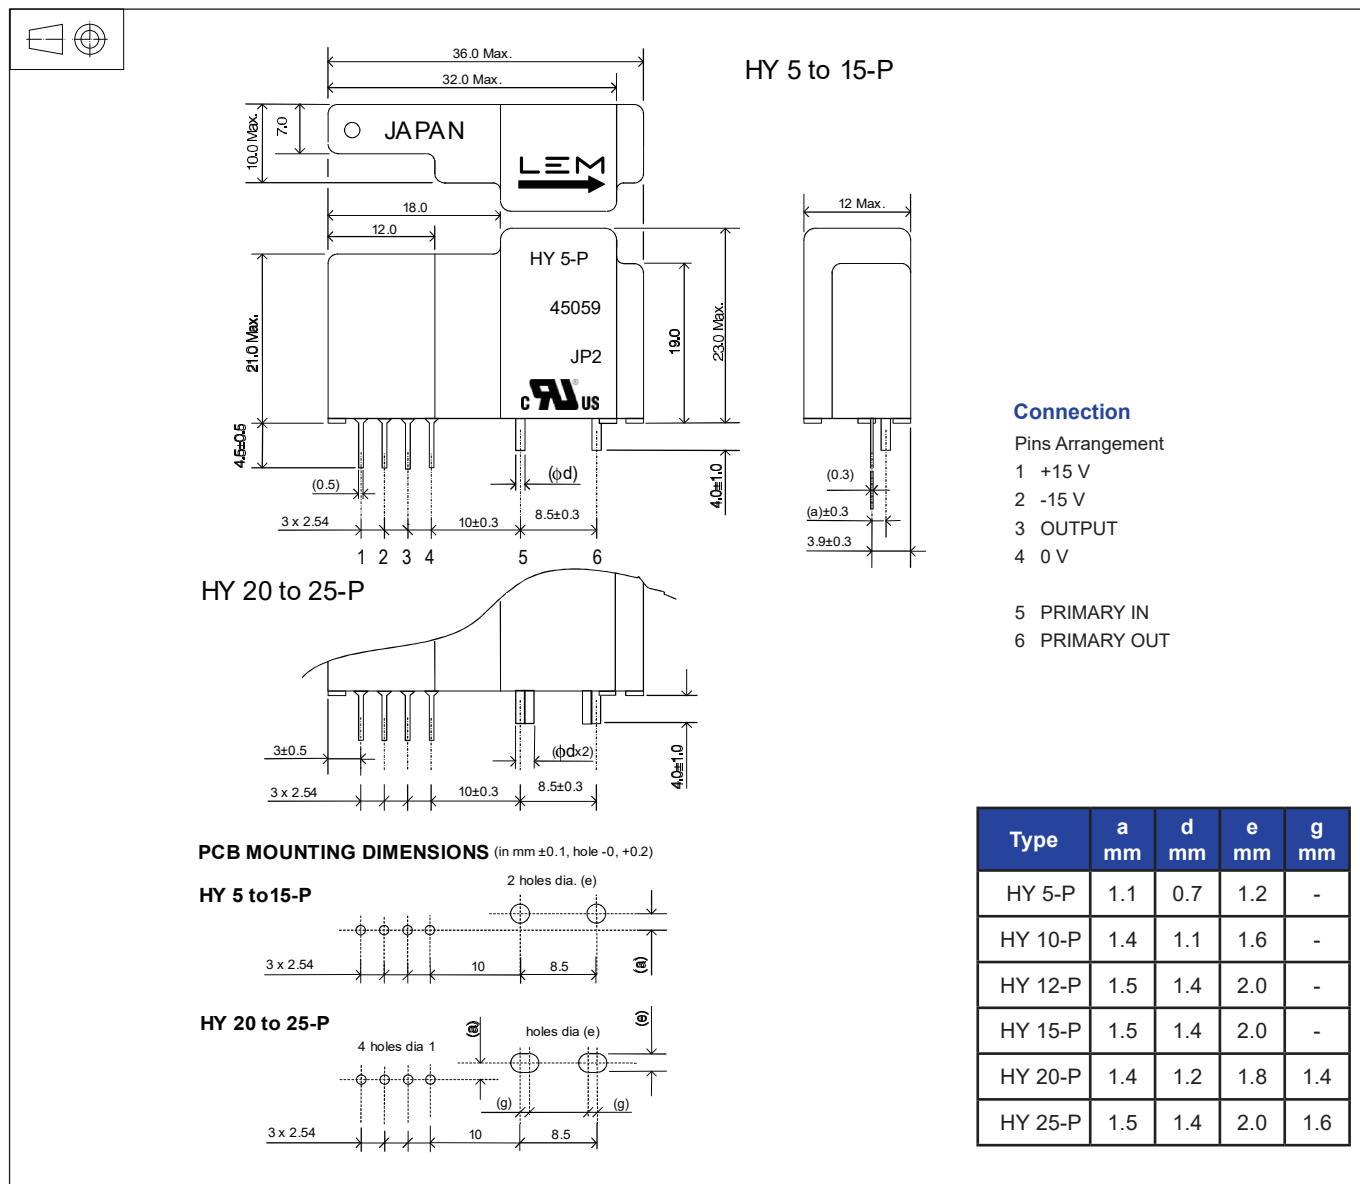 36.0 Max.
32.0 Max.
HY 5 to 15-P
10.0 Max.
7.0
JAPAN
LEM
18.0
12.0
12 Max.
HY 5-P
45059
JP2
C RU ® US
21.0 Max.
19.0
23.0 Max.
4.5±0.5
(0.5)
(ϕd)
4.0±1.0
3 x 2.54
10±0.3
8.5±0.3
1 2 3 4 5 6
(0.3)
(a)±0.3
3.9±0.3
Connection
Pins Arrangement
1 +15 V
2 -15 V
3 OUTPUT
4 0 V
5 PRIMARY IN
6 PRIMARY OUT
HY 20 to 25-P
3±0.5
(ϕdx2)
4.0±1.0
3 x 2.54
10±0.3
8.5±0.3
PCB MOUNTING DIMENSIONS (in mm ±0.1, hole -0, +0.2)
HY 5 to15-P
2 holes dia. (e)
3 x 2.54
10
8.5
(a)
HY 20 to 25-P
4 holes dia 1
(a)
holes dia (e)
(e)
(g)
(g)
3 x 2.54
10
8.5
Type a mm d mm e mm g mm
HY 5-P 1.1 0.7 1.2 -
HY 10-P 1.4 1.1 1.6 -
HY 12-P 1.5 1.4 2.0 -
HY 15-P 1.5 1.4 2.0 -
HY 20-P 1.4 1.2 1.8 1.4
HY 25-P 1.5 1.4 2.0 1.6